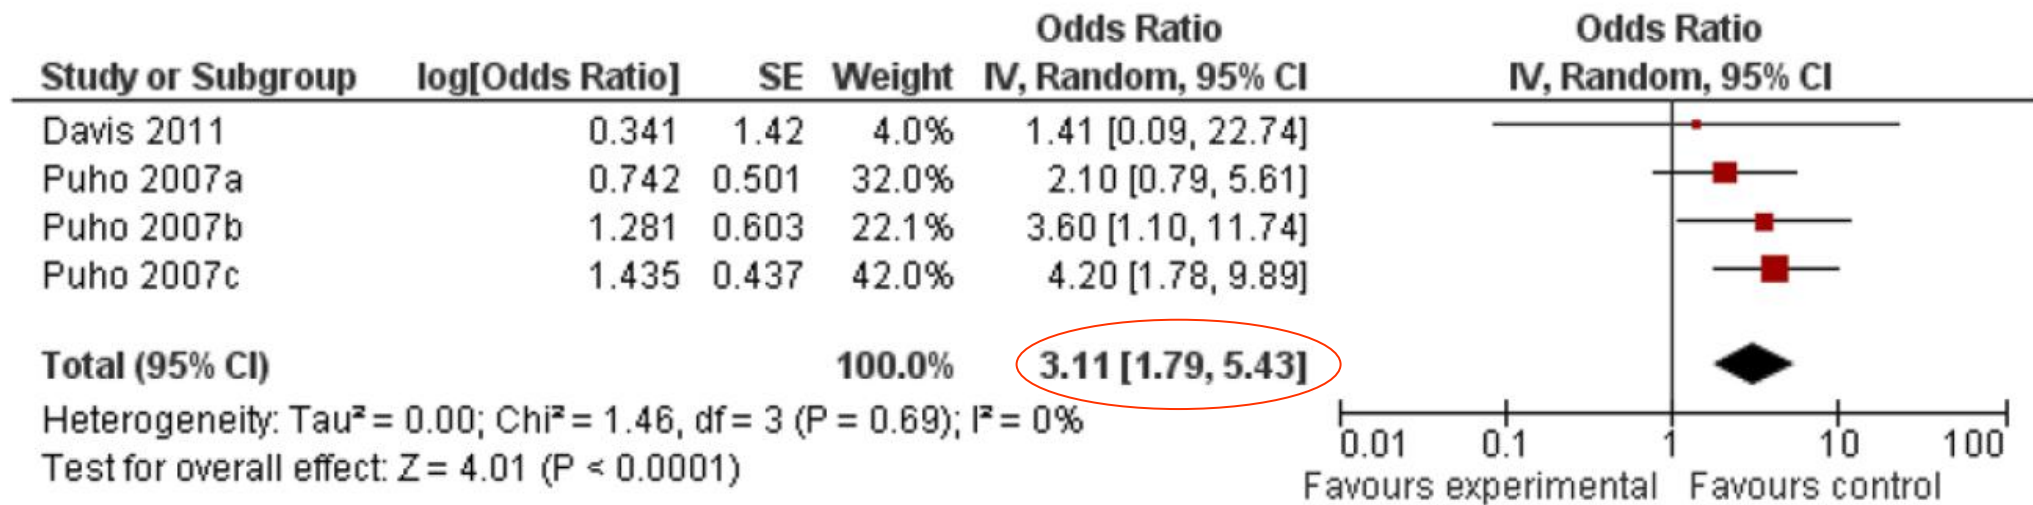 Odds Ratio Odds Ratio
Study or Subgroup log[Odds Ratio] SE Weight IV, Random, 95% CI IV, Random, 95% CI
Davis 2011 0.341 1.42 4.0% 1.41 [0.09, 22.74]
Puho 2007a 0.742 0.501 32.0% 2.10 [0.79, 5.61]
Puho 2007b 1.281 0.603 22.1% 3.60 [1.10, 11.74]
Puho 2007c 1.435 0.437 42.0% 4.20 [1.78, 9.89]
Total (95% CI) 100.0% 3.11 [1.79, 5.43]
Heterogeneity: Tau² = 0.00; Chi² = 1.46, df = 3 (P = 0.69); I² = 0%
Test for overall effect: Z = 4.01 (P < 0.0001)
0.01 0.1 1 10 100
Favours experimental Favours control